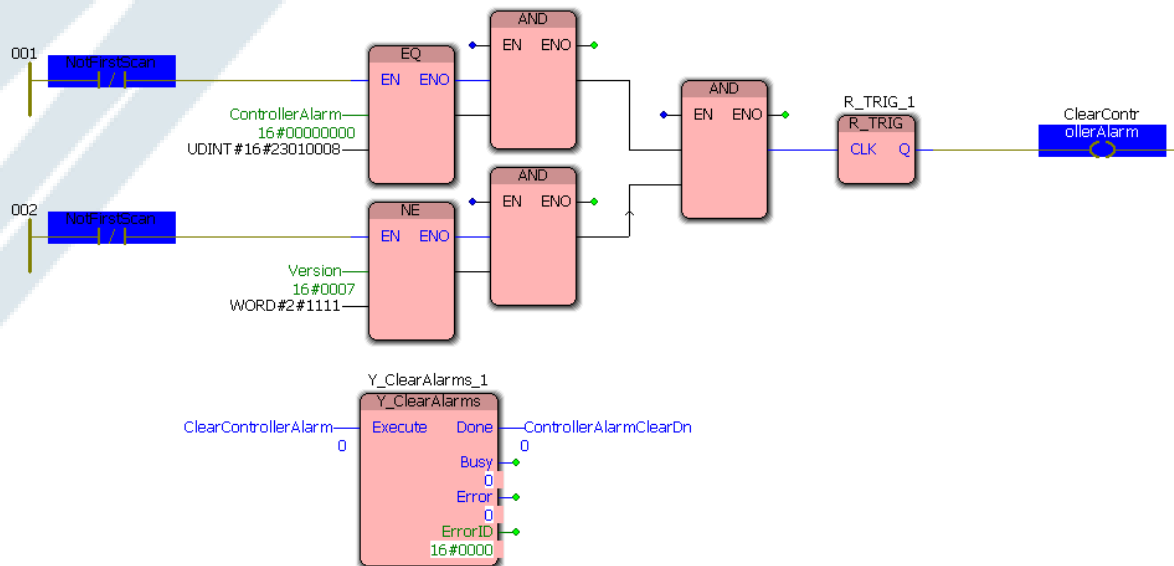 001
NotFirstScan
EQ
EN ENO
ControllerAlarm
16#00000000
UDINT#16#23010008
AND
EN ENO
AND
EN ENO
R_TRIG_1
R_TRIG
CLK Q
ClearContr
ollerAlarm
002
NotFirstScan
NE
EN ENO
Version
16#0007
WORD#2#1111
AND
EN ENO
Y_ClearAlarms_1
Y_ClearAlarms
ClearControllerAlarm
0
Execute Done
ControllerAlarmClearDn
0
Busy
0
Error
0
ErrorID
16#0000